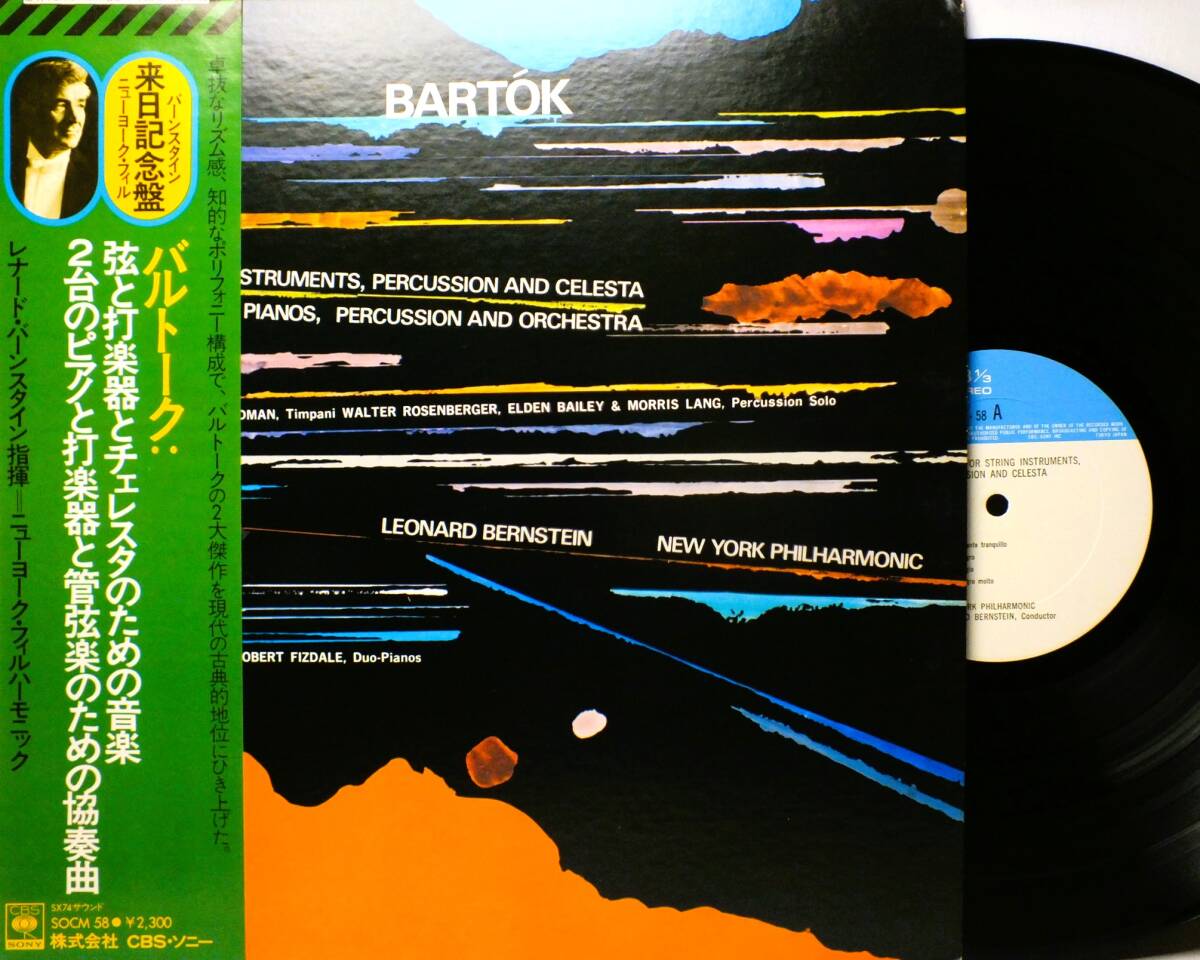 バーンスタイン
ニューヨーク・フィル
来日記念盤
卓抜なリズム感、知的なポリフォニー構成で、バルトークの2大傑作を現代の古典的地位にひき上げた。
バルトーク:
弦と打楽器とチェレスタのための音楽
2台のピアノと打楽器と管弦楽のための協奏曲
レナード・バーンスタイン指揮=ニューヨーク・フィルハーモニック
CBS
SONY
SX74サウンド
SOCM 58● ¥2,300
株式会社 CBS・ソニー
BARTÓK
STRUMENTS, PERCUSSION AND CELESTA
PIANOS, PERCUSSION AND ORCHESTRA
DMAN, Timpani WALTER ROSENBERGER, ELDEN BAILEY & MORRIS LANG, Percussion Solo
LEONARD BERNSTEIN
NEW YORK PHILHARMONIC
OBERT FIZDALE, Duo-Pianos
1/3
REO
58 A
OR STRING INSTRUMENTS,
SION AND CELESTA
ante tranquillo
gro molto
RK PHILHARMONIC
D BERNSTEIN, Conductor